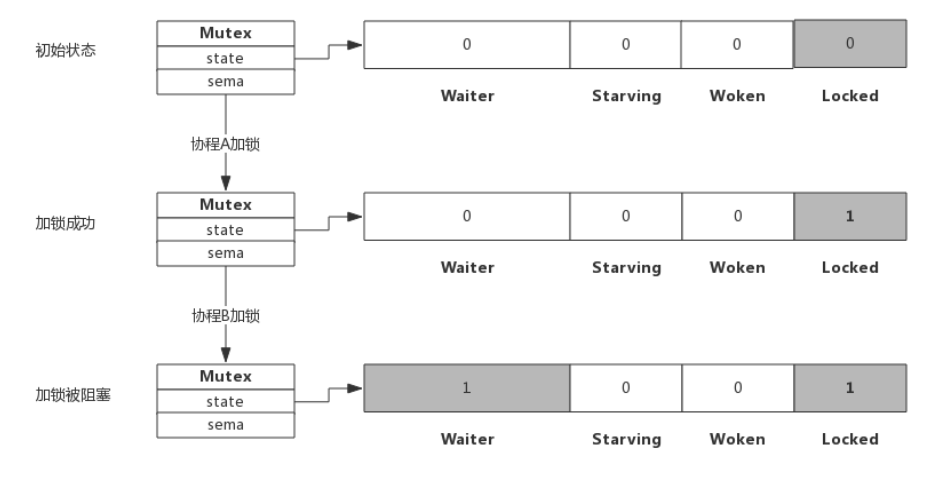 初始状态
Mutex
state
sema
0 0 0 0
Waiter Starving Woken Locked
协程A加锁
加锁成功
Mutex
state
sema
0 0 0 1
Waiter Starving Woken Locked
协程B加锁
加锁被阻塞
Mutex
state
sema
1 0 0 1
Waiter Starving Woken Locked